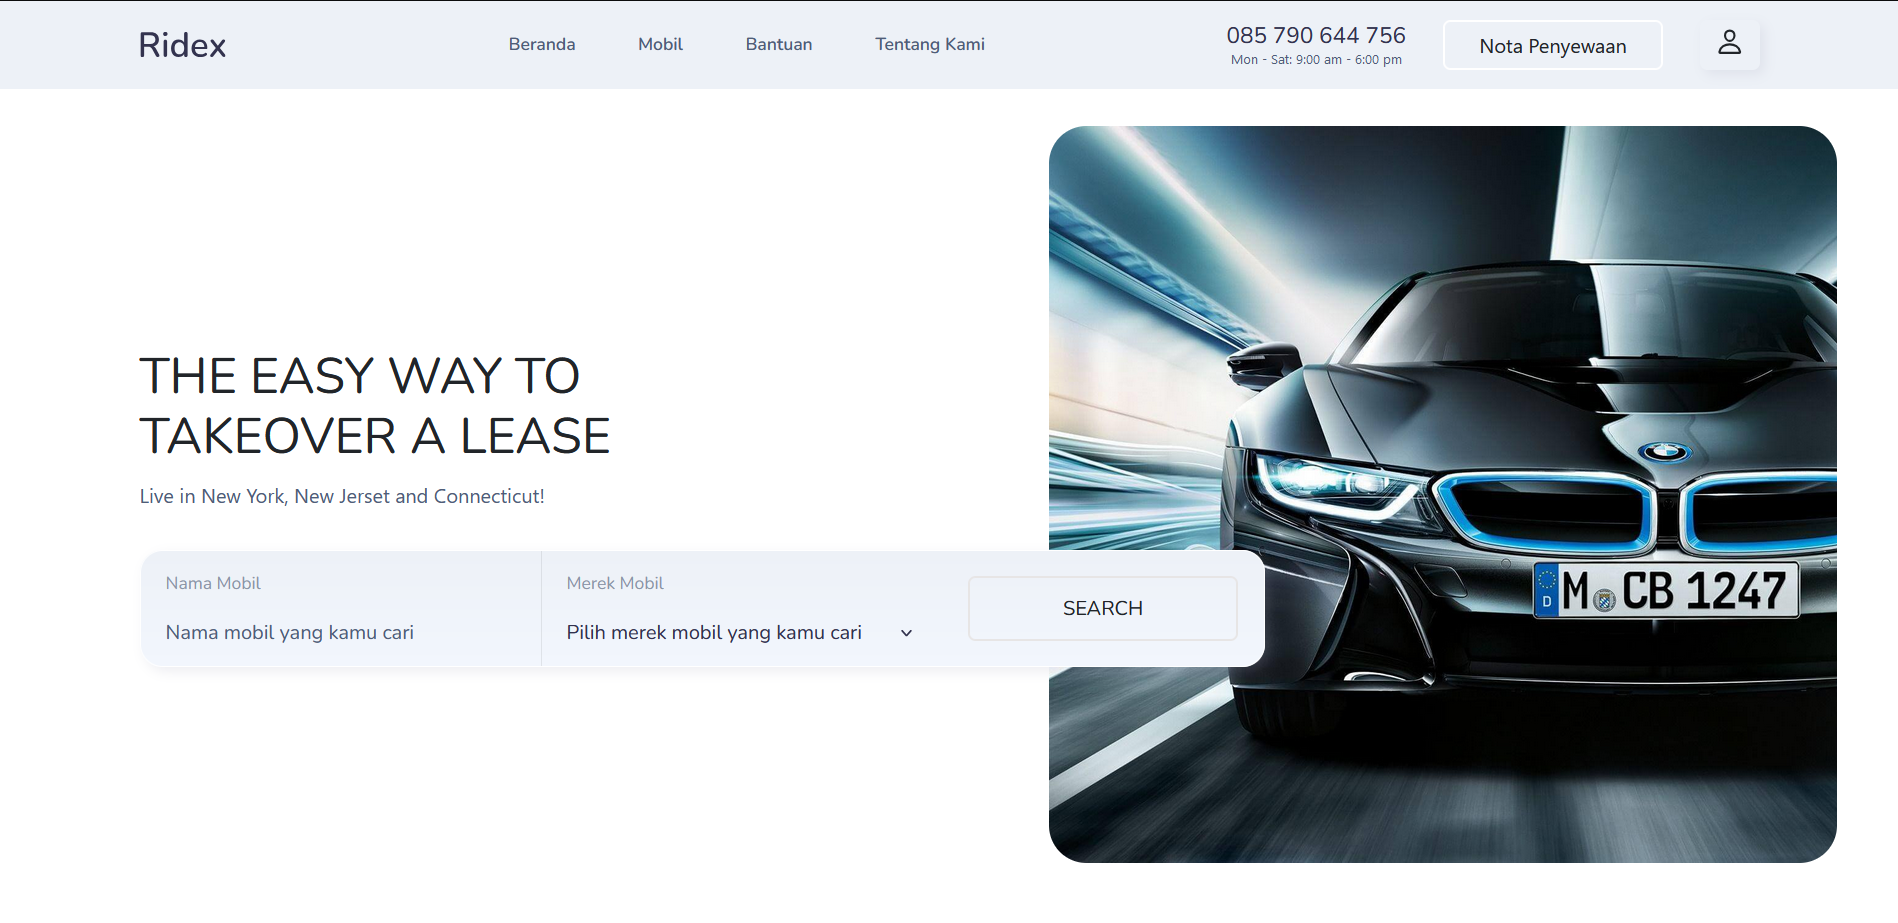 Ridex
Beranda
Mobil
Bantuan
Tentang Kami
085 790 644 756
Mon - Sat: 9:00 am - 6:00 pm
Nota Penyewaan
THE EASY WAY TO
TAKEOVER A LEASE
Live in New York, New Jerset and Connecticut!
Nama Mobil
Nama mobil yang kamu cari
Merek Mobil
Pilih merek mobil yang kamu cari
SEARCH
BMW
D
M CB 1247